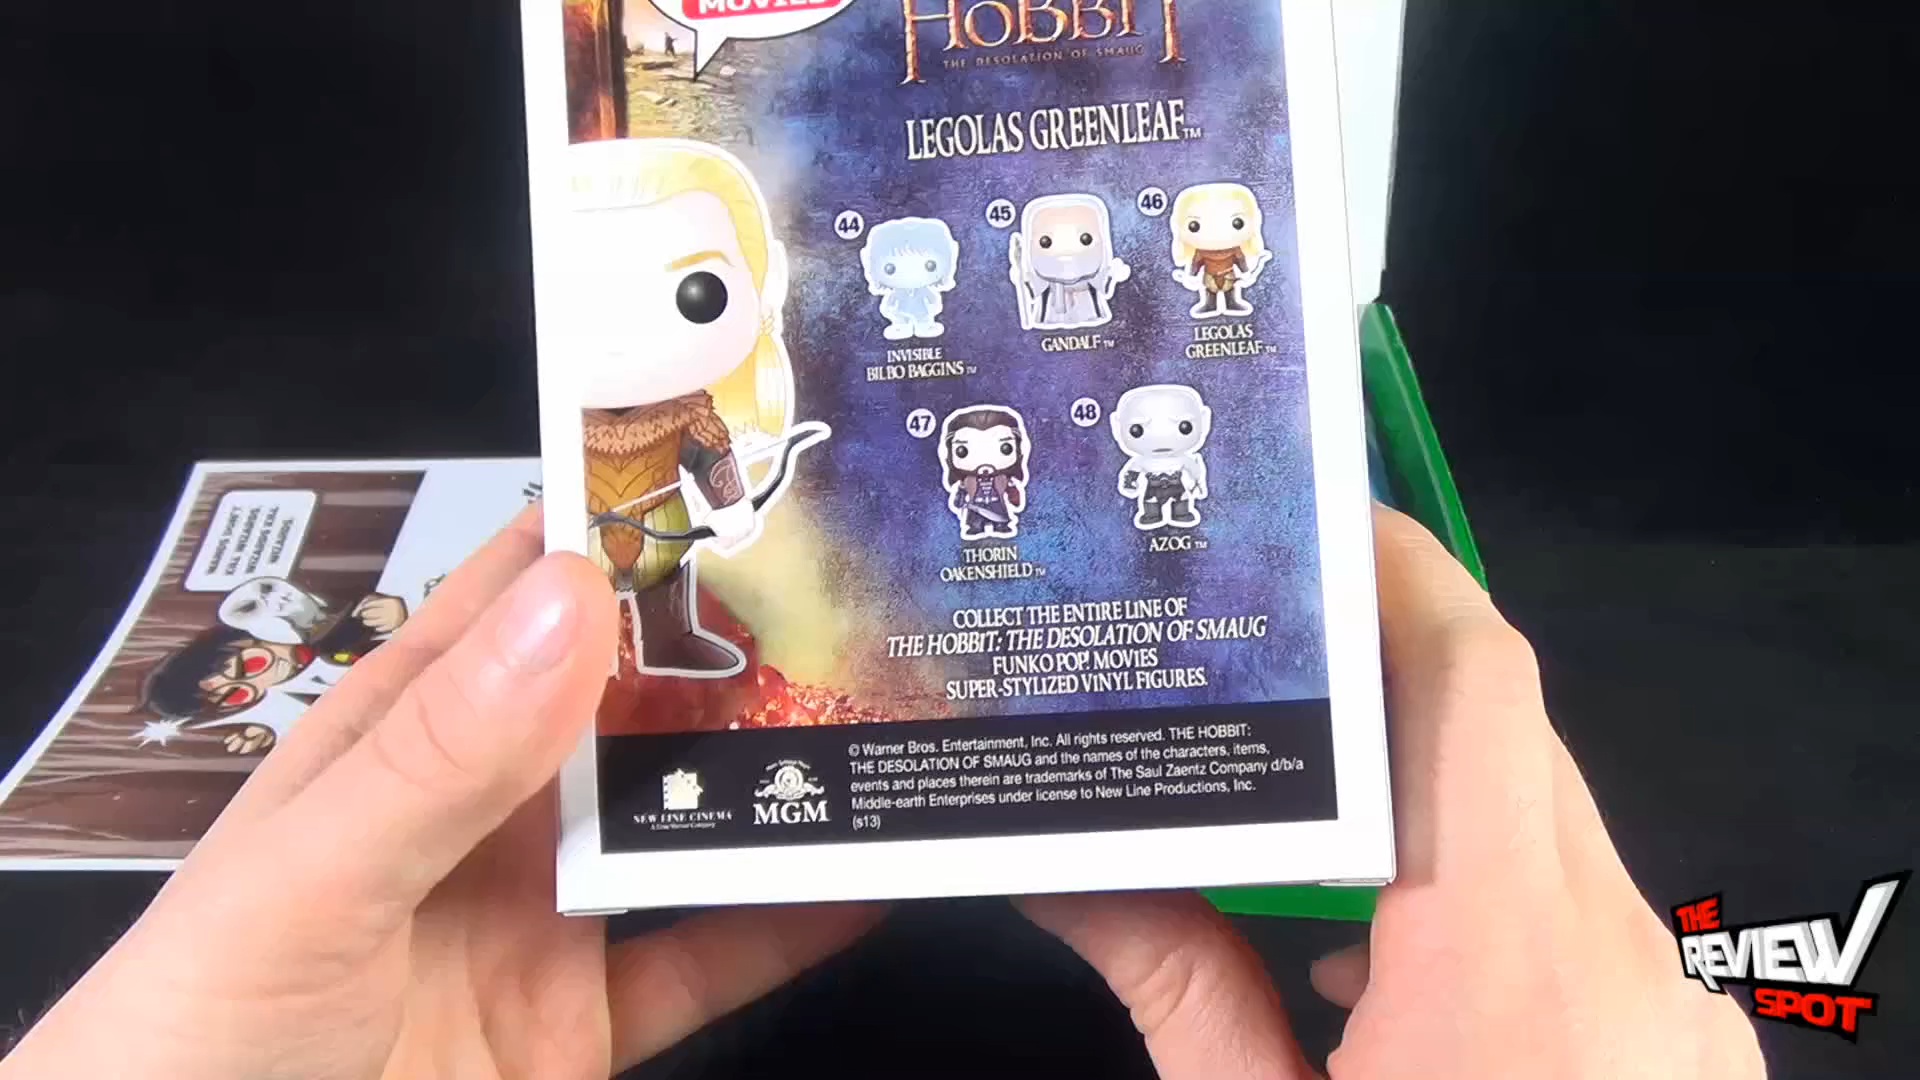 MOVIES
HOBBIT
THE DESOLATION OF SMAUG
LEGOLAS GREENLEAF™
44
45
46
INVISIBLE
BILBO BAGGINS™
GANDALF™
LEGOLAS
GREENLEAF™
47
48
THORIN
OAKENSHIELD™
AZOG™
COLLECT THE ENTIRE LINE OF
THE HOBBIT: THE DESOLATION OF SMAUG
FUNKO POP! MOVIES
SUPER-STYLIZED VINYL FIGURES.
NEW LINE CINEMA
MGM
© Warner Bros. Entertainment, Inc. All rights reserved. THE HOBBIT:
THE DESOLATION OF SMAUG and the names of the characters, items,
events and places therein are trademarks of The Saul Zaentz Company d/b/a
Middle-earth Enterprises under license to New Line Productions, Inc.
(s13)
THE
REVIEW
SPOT